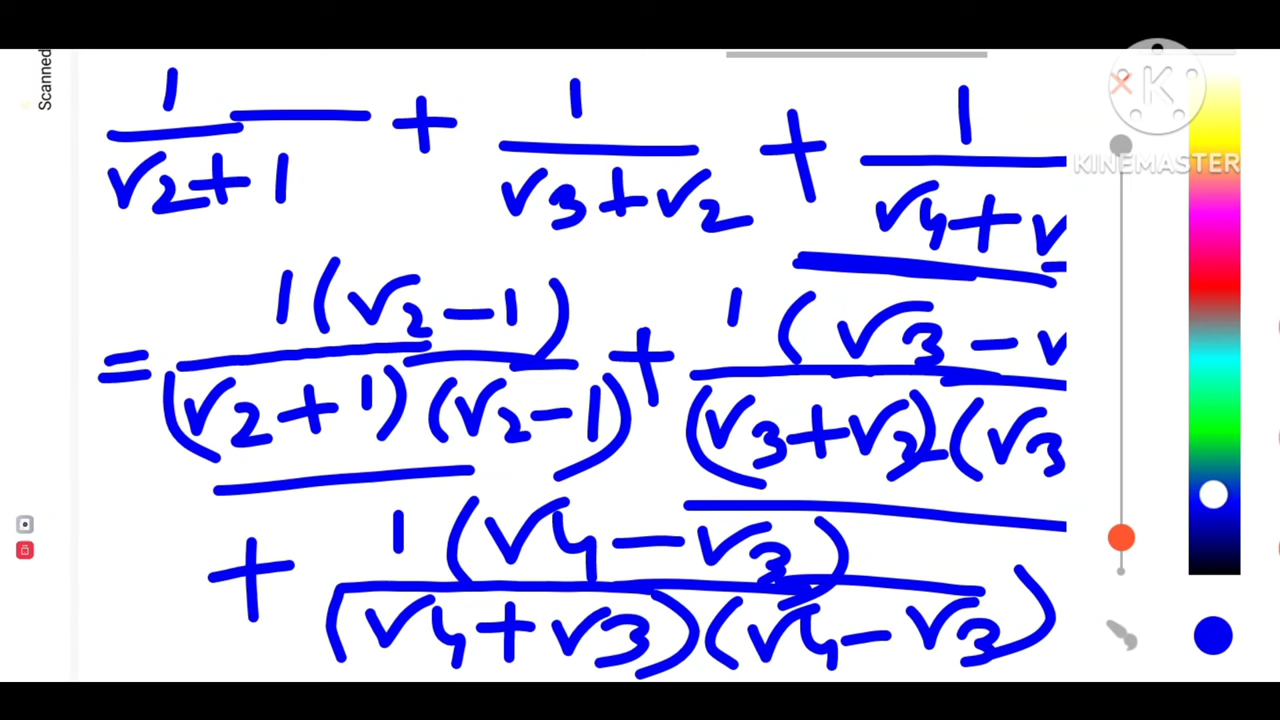 Scanned
KINEMASTER
1/(√2+1) + 1/(√3+√2) + 1/(√4+√
= 1(√2-1)/((√2+1)(√2-1)) + 1(√3-√/((√3+√2)(√3
+ 1(√4-√3)/((√4+√3)(√4-√3))